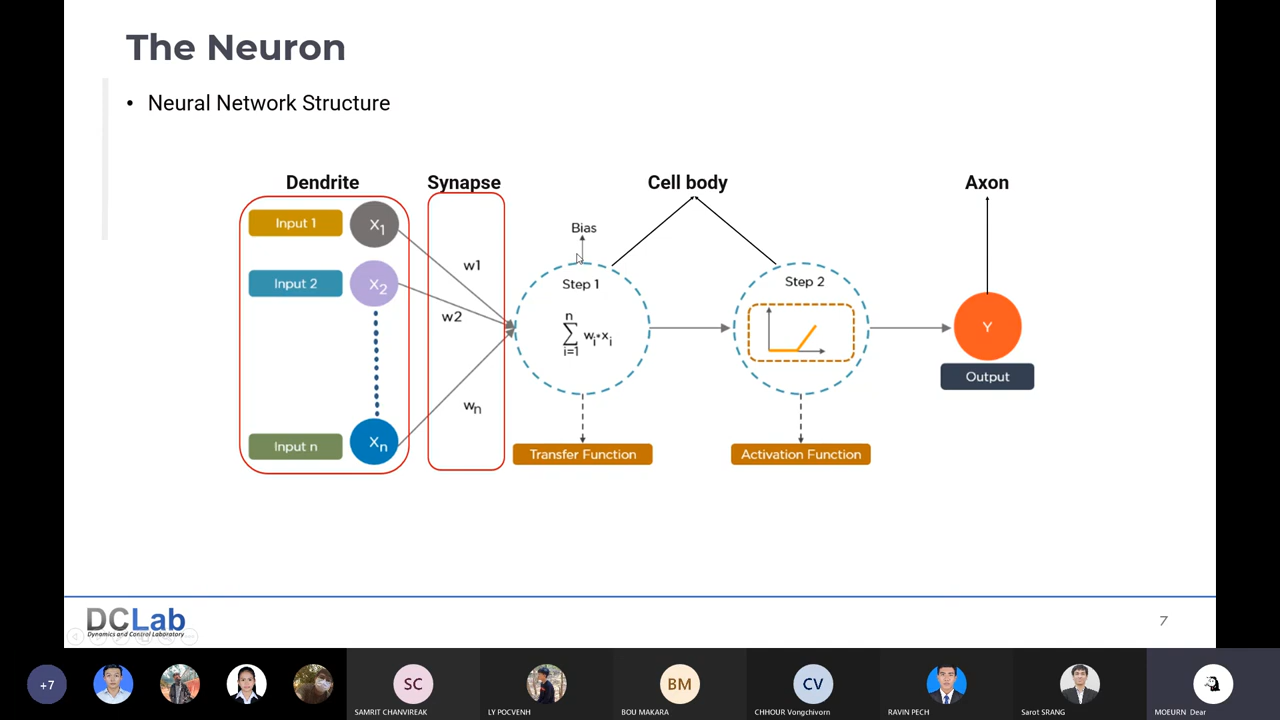 The Neuron
• Neural Network Structure
Dendrite
Synapse
Cell body
Axon
Input 1
X1
Bias
Input 2
X2
w1
w2
Step 1
n
∑ wi*xi
i=1
Step 2
Y
Output
wn
Input n
Xn
Transfer Function
Activation Function
DCLab
Dynamics and Control Laboratory
7
+7
SC
BM
CV
SAMRIT CHANVIREAK
LY POCVENH
BOU MAKARA
CHHOUR Vongchivorn
RAVIN PECH
Sarot SRANG
MOEURN Dear